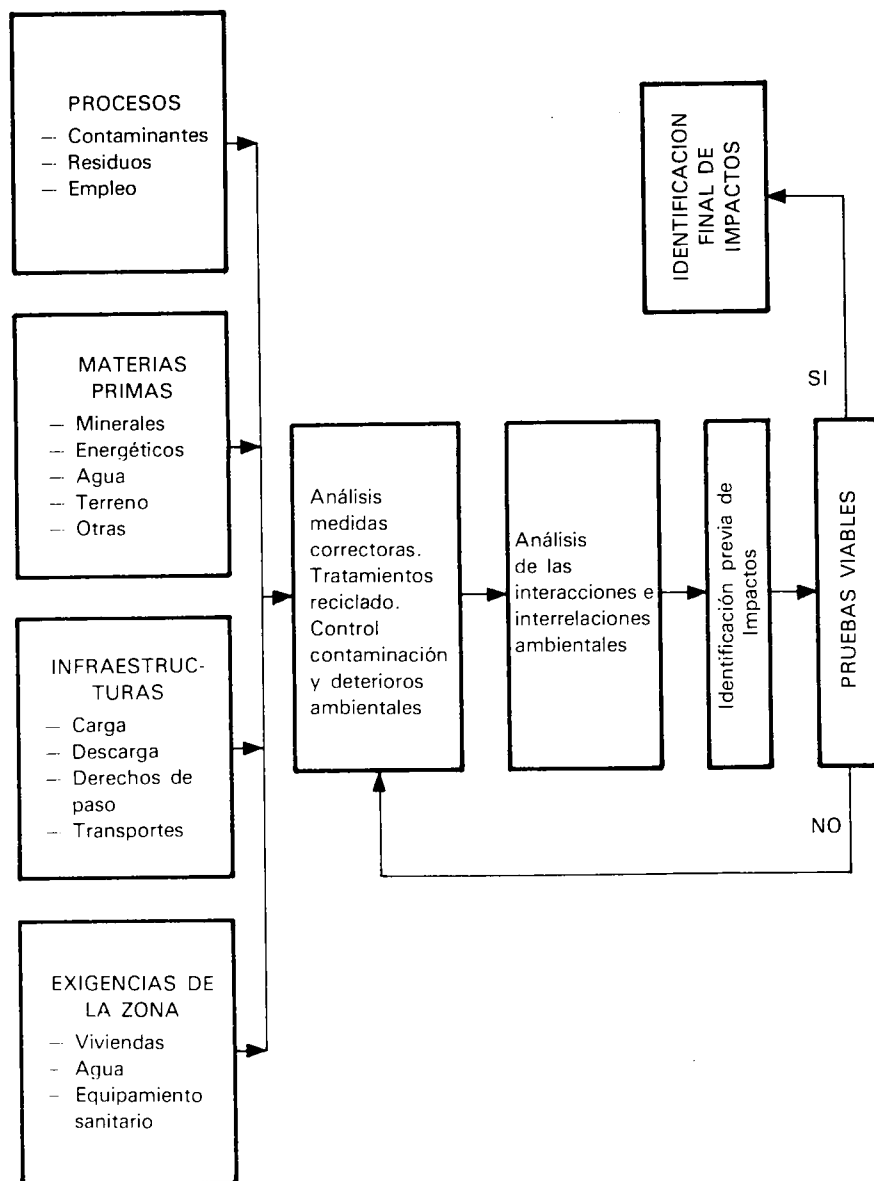 PROCESOS
— Contaminantes
— Residuos
— Empleo
MATERIAS
PRIMAS
— Minerales
— Energéticos
— Agua
— Terreno
— Otras
INFRAESTRUC-
TURAS
— Carga
— Descarga
— Derechos de
paso
— Transportes
EXIGENCIAS DE
LA ZONA
— Viviendas
— Agua
— Equipamiento
sanitario
Análisis
medidas
correctoras.
Tratamientos
reciclado.
Control
contaminación
y deterioros
ambientales
Análisis
de las
interacciones e
interrelaciones
ambientales
Identificación previa de
Impactos
PRUEBAS VIABLES
SI
NO
IDENTIFICACION
FINAL DE
IMPACTOS